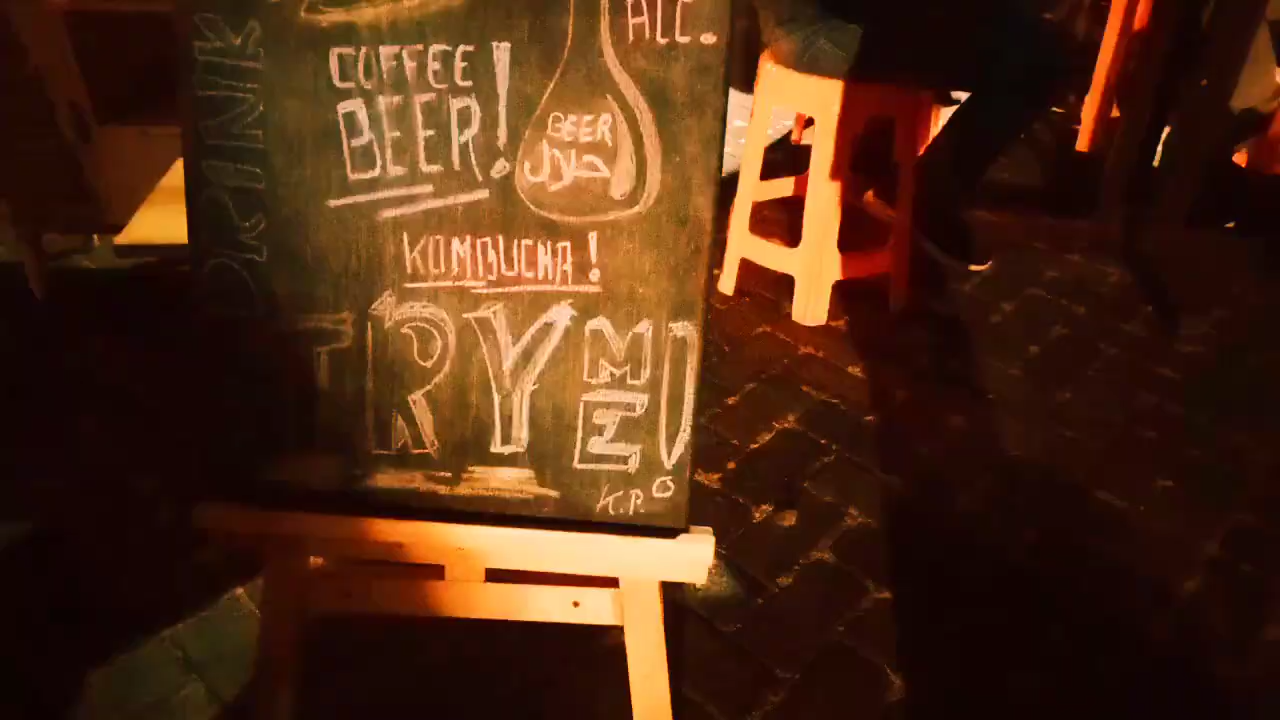 DRINK
ALC.
COFFEE
BEER!
BEER
حلال
KOMBUCHA!
TRY ME!
K.P.